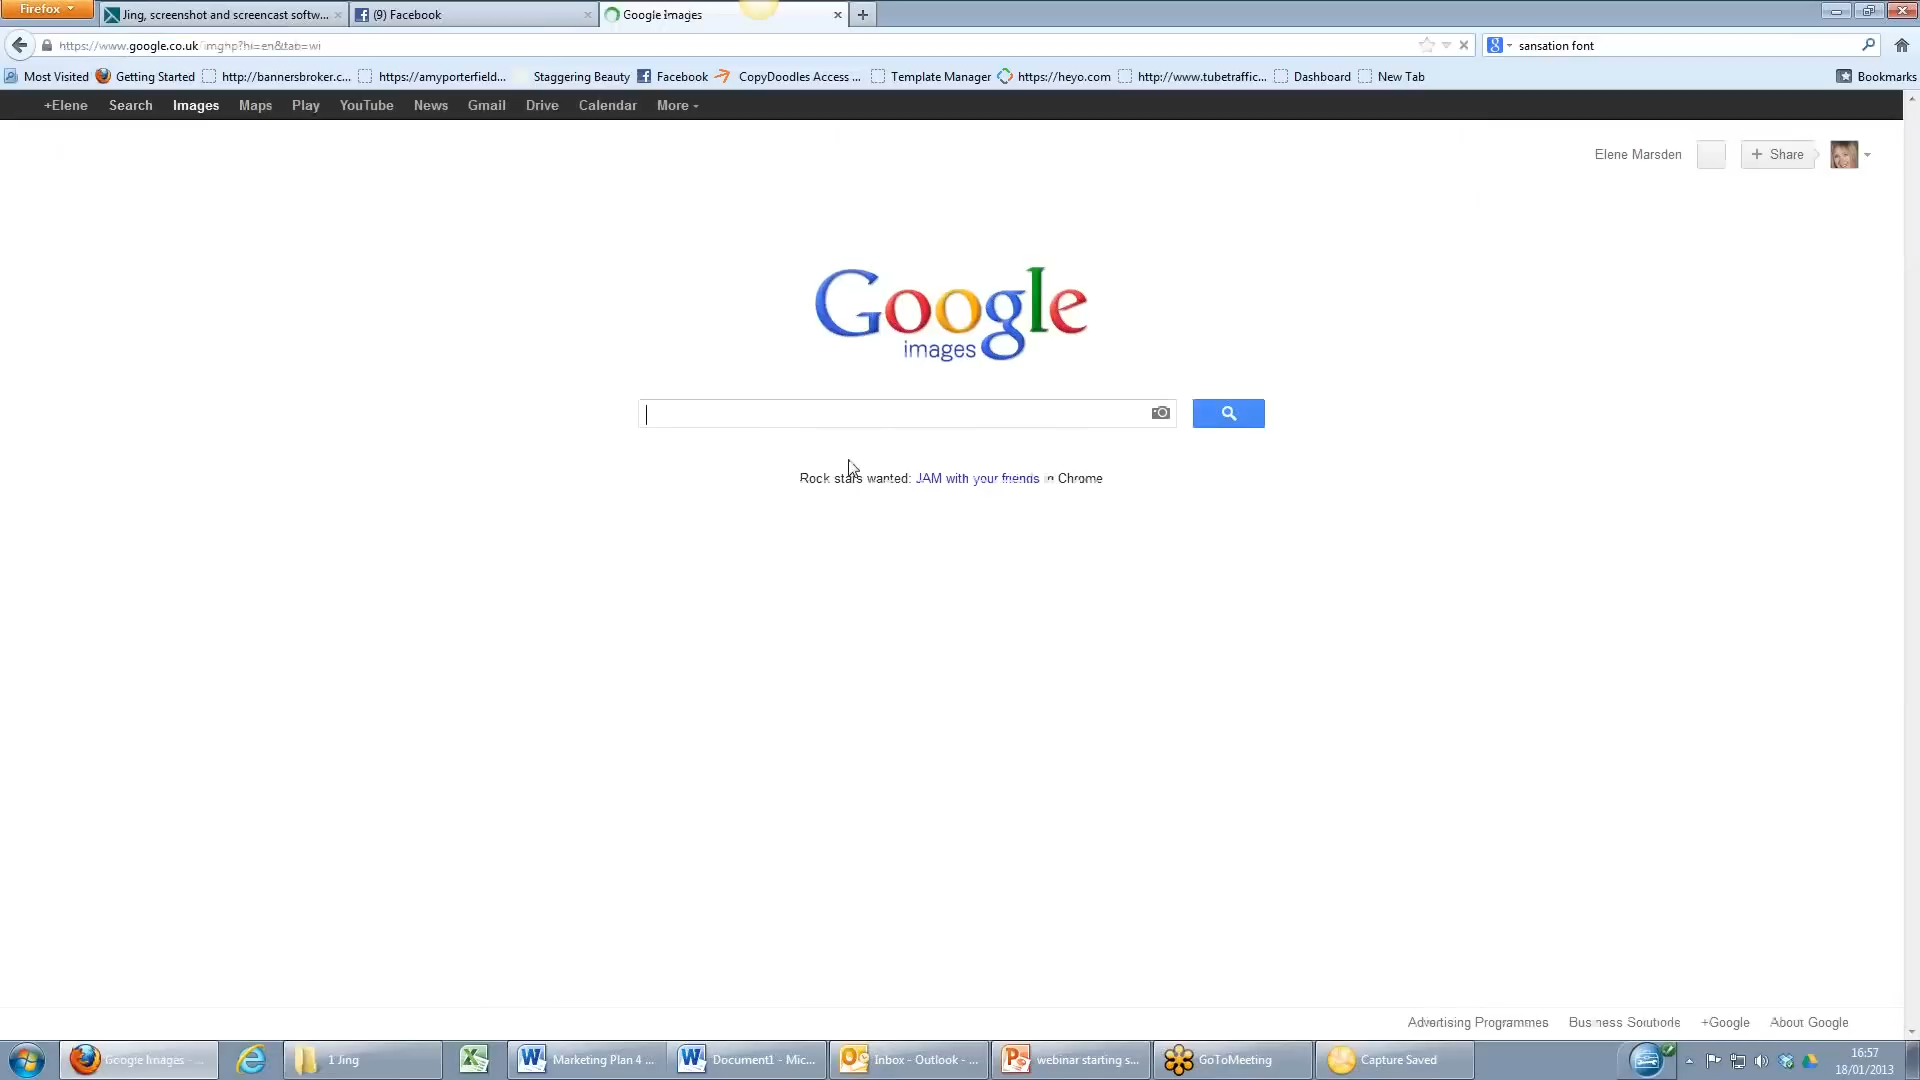 Firefox
Jing, screenshot and screencast softw...
(9) Facebook
Google Images
https://www.google.co.uk/imghp?hl=en&tab=wi
sansation font
Most Visited
Getting Started
http://bannersbroker.c...
https://amyporterfield...
Staggering Beauty
Facebook
CopyDoodles Access ...
Template Manager
https://heyo.com
http://www.tubetraffic...
Dashboard
New Tab
Bookmarks
+Elene
Search
Images
Maps
Play
YouTube
News
Gmail
Drive
Calendar
More
Elene Marsden
+ Share
Google
images
Rock stars wanted: JAM with your friends in Chrome
Advertising Programmes
Business Solutions
+Google
About Google
Google Images - ...
1 Jing
Marketing Plan 4 ...
Document1 - Mic...
Inbox - Outlook - ...
webinar starting s...
GoToMeeting
Capture Saved
16:57
18/01/2013